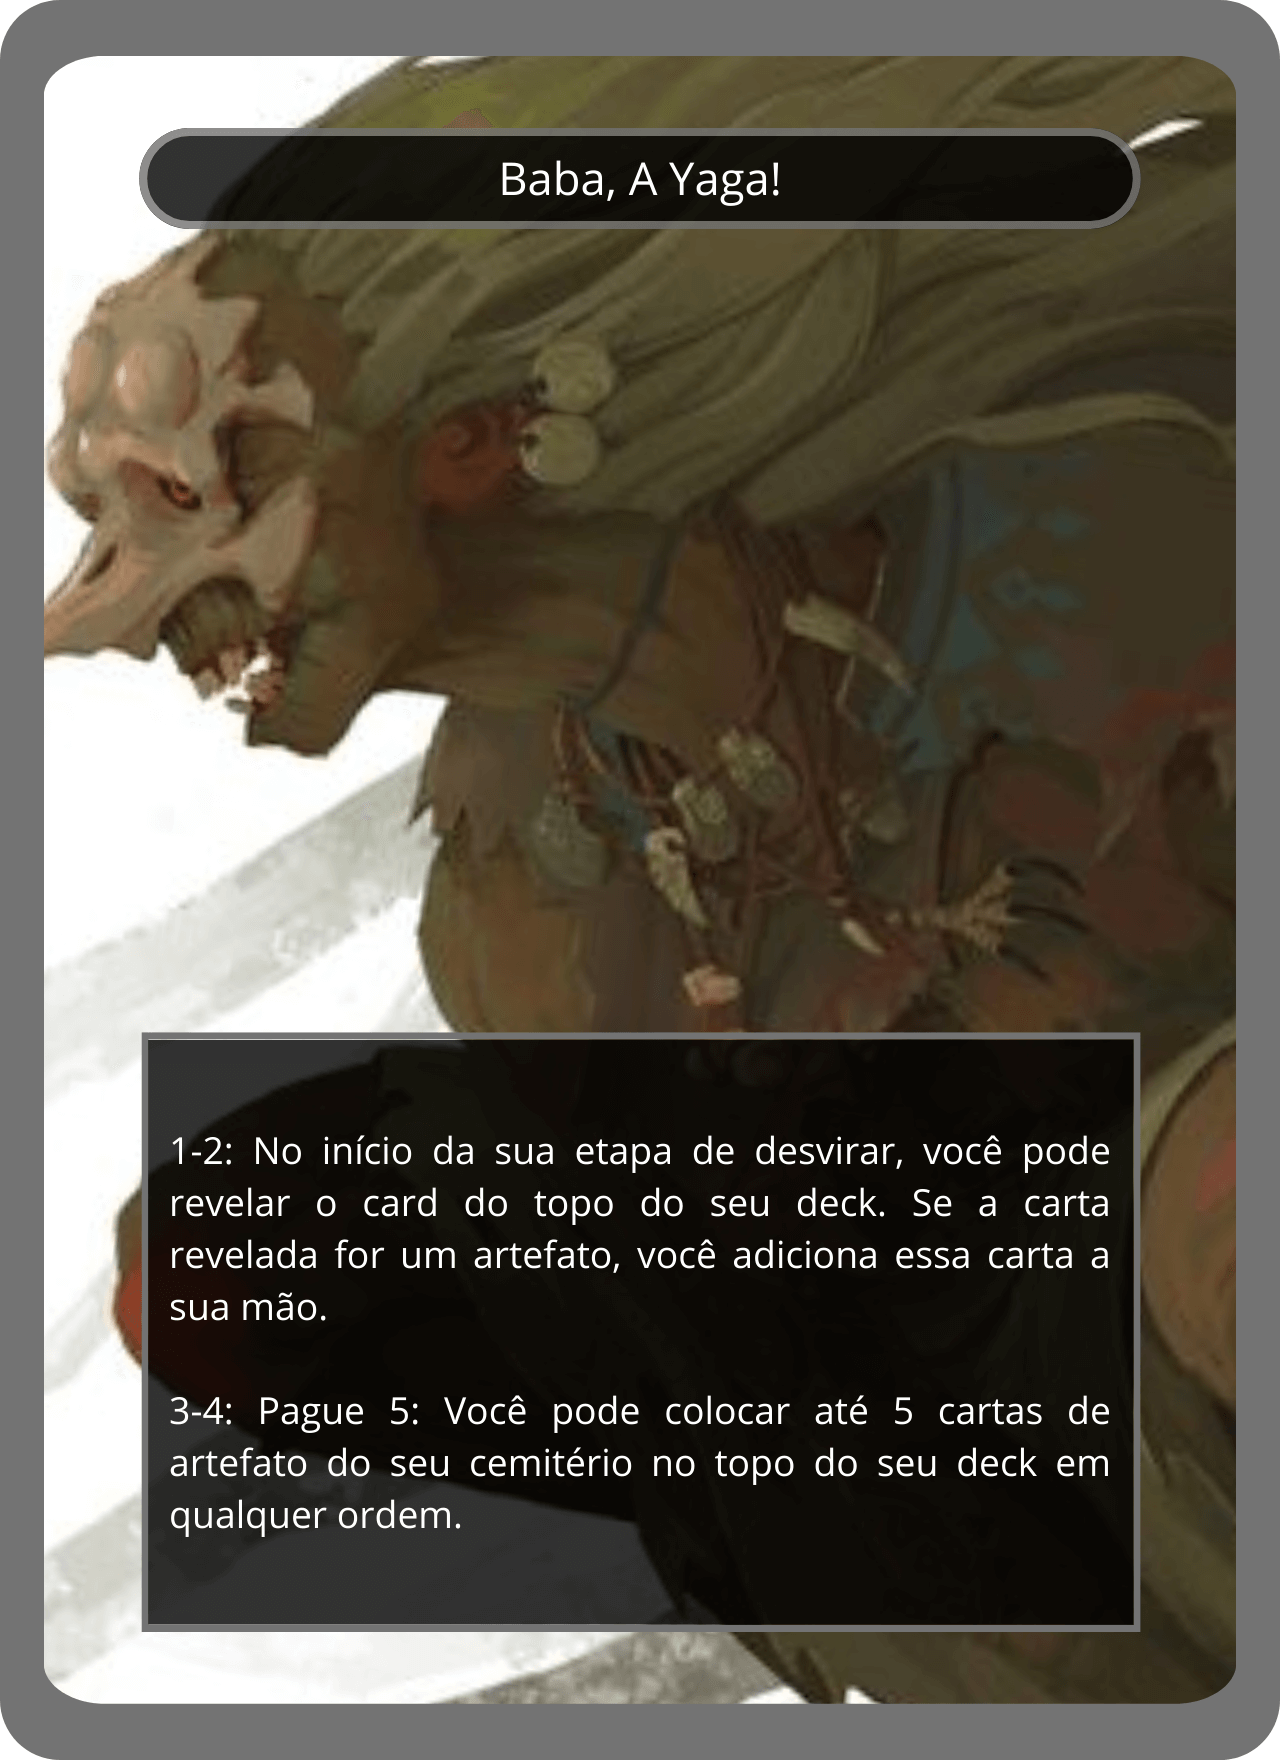 Baba, A Yaga!
1-2: No início da sua etapa de desvirar, você pode
revelar o card do topo do seu deck. Se a carta
revelada for um artefato, você adiciona essa carta a
sua mão.
3-4: Pague 5: Você pode colocar até 5 cartas de
artefato do seu cemitério no topo do seu deck em
qualquer ordem.